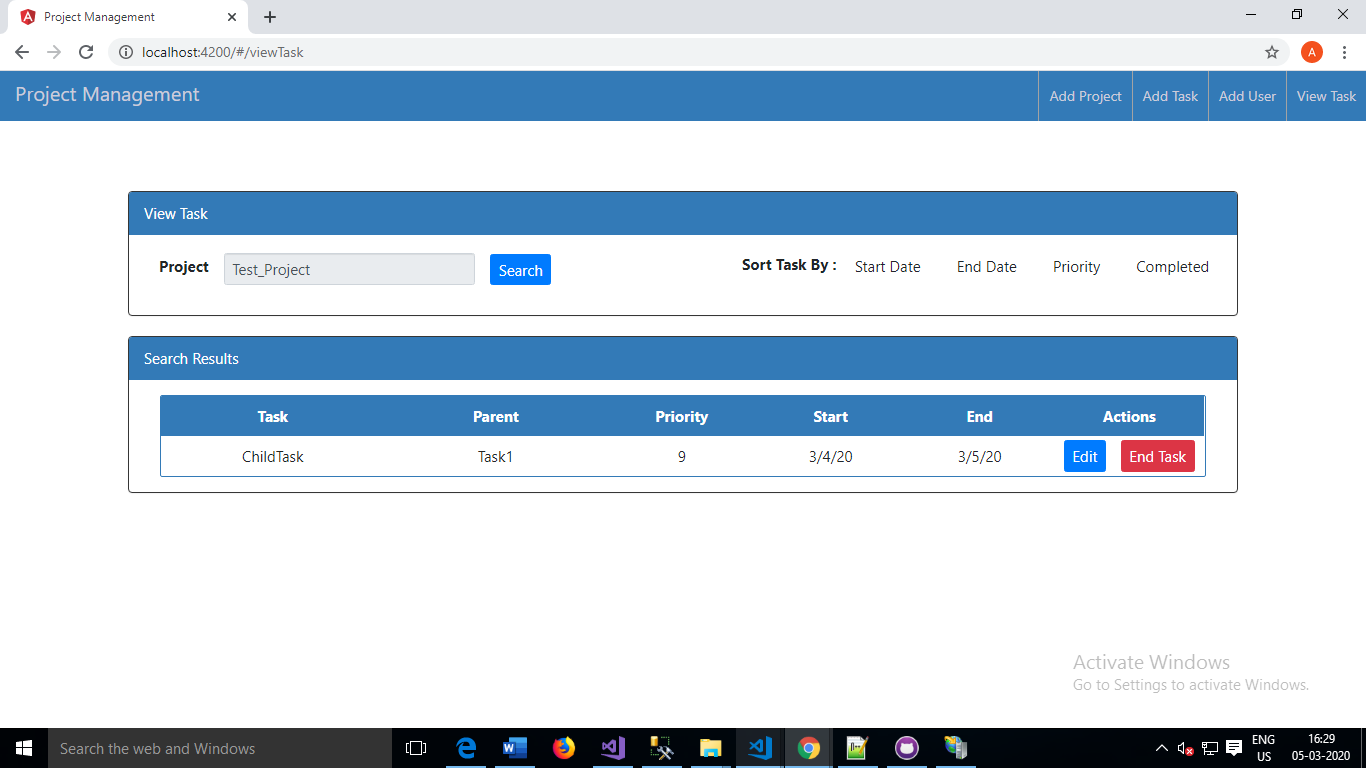 Project Management
localhost:4200/#/viewTask
A
Project Management
Add Project
Add Task
Add User
View Task
View Task
Project
Test_Project
Search
Sort Task By :
Start Date
End Date
Priority
Completed
Search Results
Task Parent Priority Start End Actions
ChildTask Task1 9 3/4/20 3/5/20 Edit End Task
Activate Windows
Go to Settings to activate Windows.
Search the web and Windows
ENG
US
16:29
05-03-2020